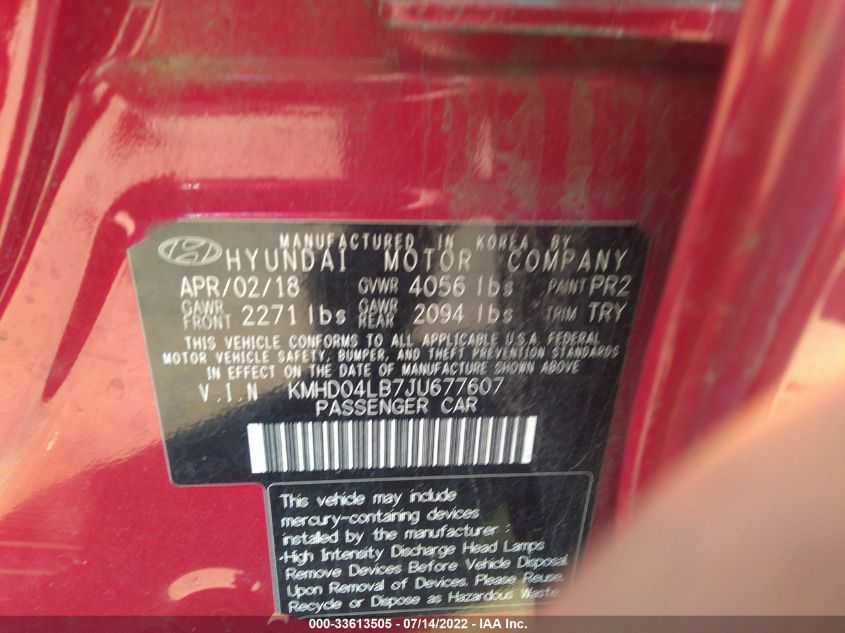 MANUFACTURED IN KOREA BY
HYUNDAI MOTOR COMPANY
APR/02/18 GVWR 4056 lbs PAINT PR2
GAWR FRONT 2271 lbs GAWR REAR 2094 lbs TRIM TRY
THIS VEHICLE CONFORMS TO ALL APPLICABLE U.S.A. FEDERAL
MOTOR VEHICLE SAFETY, BUMPER, AND THEFT PREVENTION STANDARDS
IN EFFECT ON THE DATE OF MANUFACTURE SHOWN ABOVE
V.I.N KMHD04LB7JU677607
PASSENGER CAR
This vehicle may include
mercury-containing devices
installed by the manufacturer :
-High Intensity Discharge Head Lamps
Remove Devices Before Vehicle Disposal.
Upon Removal of Devices, Please Reuse,
Recycle or Dispose as Hazardous Waste.
000-33613505 - 07/14/2022 - IAA Inc.